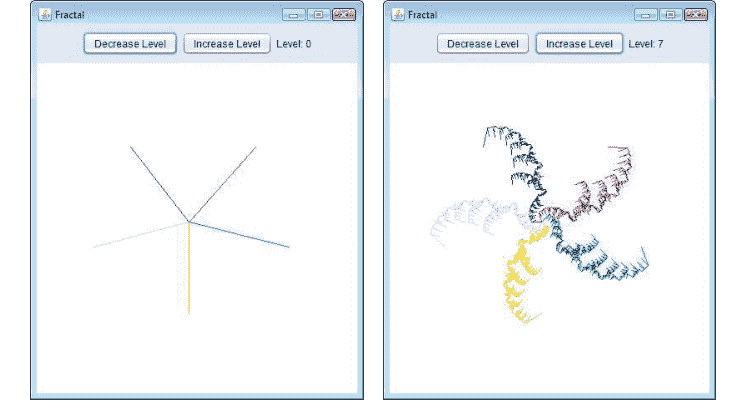 Fractal
Decrease Level Increase Level Level: 0
Fractal
Decrease Level Increase Level Level: 7